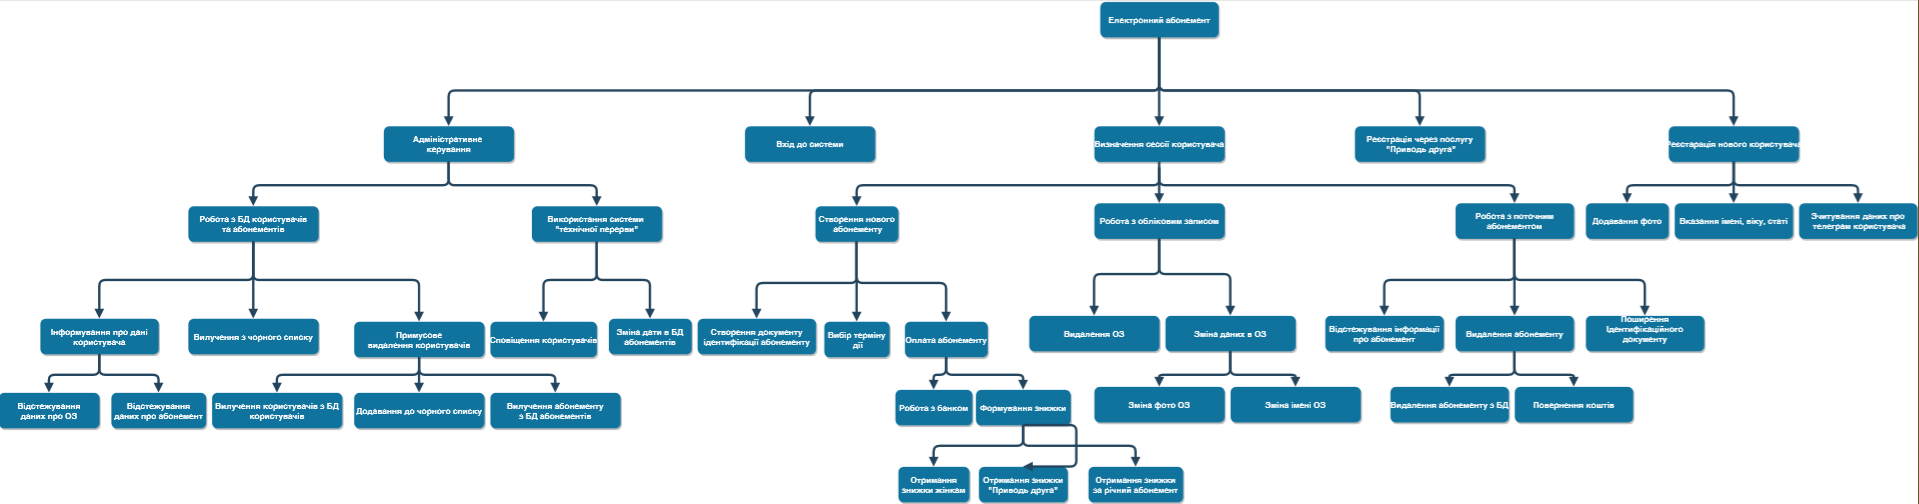 Електронний абонемент
Адміністративне
керування
Вхід до системи
Визначення сессії користувача
Реєстрація через послугу
"Приводь друга"
Реєстарація нового користувача
Робота з БД користувачів
та абонементів
Використання системи
"технічної перерви"
Створення нового
абонементу
Робота з обліковим записом
Робота з поточним
абонементом
Додавання фото
Вказання імені, віку, статі
Зчитування даних про
телеграм користувача
Інформування про дані
користувача
Вилучення з чорного списку
Примусове
видалення користувачів
Сповіщення користувачів
Зміна дати в БД
абонементів
Створення документу
ідентифікації абонементу
Вибір терміну
дії
Оплата абонементу
Видалення ОЗ
Зміна даних в ОЗ
Відстежування інформації
про абонемент
Видалення абонементу
Поширення
Ідентифікаційного
документу
Відстежування
даних про ОЗ
Відстежування
даних про абонемент
Вилучення користувачів з БД
користувачів
Додавання до чорного списку
Вилучення абонементу
з БД абонементів
Робота з банком
Формування знижки
Зміна фото ОЗ
Зміна імені ОЗ
Видалення абонементу з БД
Повернення коштів
Отримання
знижки жінкам
Отримання знижки
"Приводь друга"
Отримання знижки
за річний абонемент